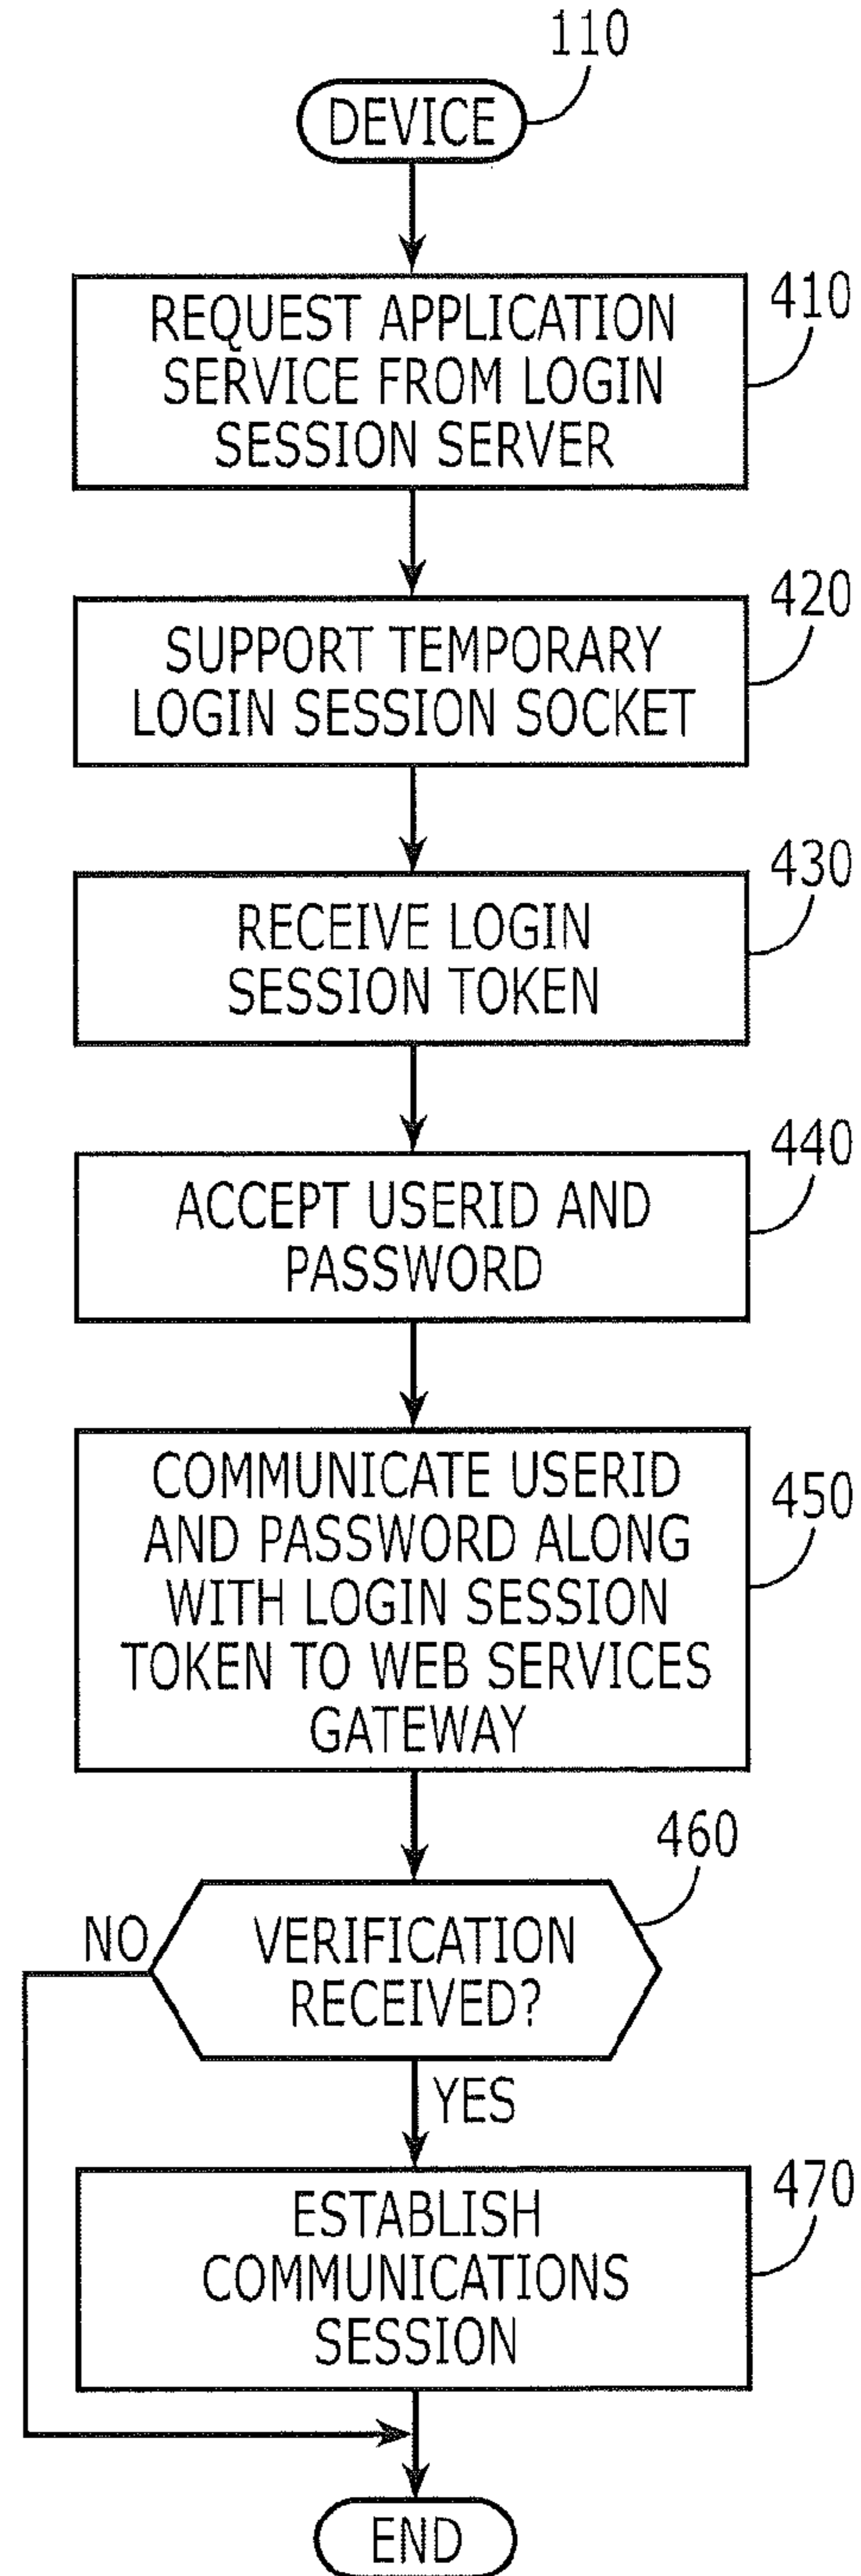 110
DEVICE
410
REQUEST APPLICATION
SERVICE FROM LOGIN
SESSION SERVER
420
SUPPORT TEMPORARY
LOGIN SESSION SOCKET
430
RECEIVE LOGIN
SESSION TOKEN
440
ACCEPT USERID AND
PASSWORD
450
COMMUNICATE USERID
AND PASSWORD ALONG
WITH LOGIN SESSION
TOKEN TO WEB SERVICES
GATEWAY
460
NO
VERIFICATION
RECEIVED?
YES
470
ESTABLISH
COMMUNICATIONS
SESSION
END